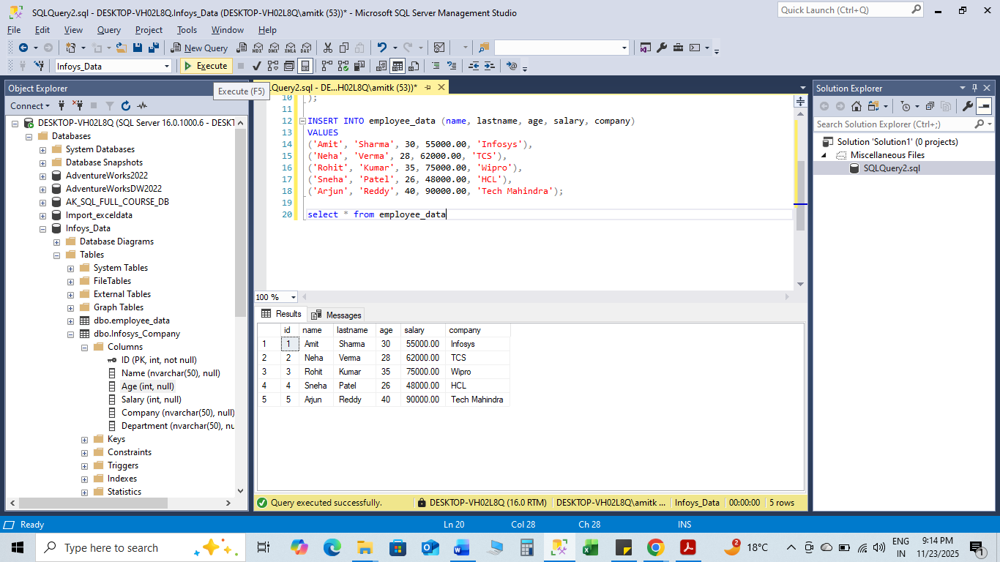 SQLQuery2.sql - DESKTOP-VH02L8Q.Infoys_Data (DESKTOP-VH02L8Q\amitk (53))* - Microsoft SQL Server Management Studio
Quick Launch (Ctrl+Q)
File Edit View Query Project Tools Window Help
New Query
MDX DMX XMLA DAX
Infoys_Data
Execute
Object Explorer
Execute (F5)
LQuery2.sql - DE...H02L8Q\amitk (53))*
Connect
DESKTOP-VH02L8Q (SQL Server 16.0.1000.6 - DESKT
Databases
System Databases
Database Snapshots
AdventureWorks2022
AdventureWorksDW2022
AK_SQL_FULL_COURSE_DB
Import_exceldata
Infoys_Data
Database Diagrams
Tables
System Tables
FileTables
External Tables
Graph Tables
dbo.employee_data
dbo.Infosys_Company
Columns
ID (PK, int, not null)
Name (nvarchar(50), null)
Age (int, null)
Salary (int, null)
Company (nvarchar(50), null)
Department (nvarchar(50), nu
Keys
Constraints
Triggers
Indexes
Statistics
10 );
11
12 INSERT INTO employee_data (name, lastname, age, salary, company)
13 VALUES
14 ('Amit', 'Sharma', 30, 55000.00, 'Infosys'),
15 ('Neha', 'Verma', 28, 62000.00, 'TCS'),
16 ('Rohit', 'Kumar', 35, 75000.00, 'Wipro'),
17 ('Sneha', 'Patel', 26, 48000.00, 'HCL'),
18 ('Arjun', 'Reddy', 40, 90000.00, 'Tech Mahindra');
19
20 select * from employee_data
100 %
Results Messages
id name lastname age salary company
1 1 Amit Sharma 30 55000.00 Infosys
2 2 Neha Verma 28 62000.00 TCS
3 3 Rohit Kumar 35 75000.00 Wipro
4 4 Sneha Patel 26 48000.00 HCL
5 5 Arjun Reddy 40 90000.00 Tech Mahindra
Query executed successfully. DESKTOP-VH02L8Q (16.0 RTM) DESKTOP-VH02L8Q\amitk ... Infoys_Data 00:00:00 5 rows
Solution Explorer
Search Solution Explorer (Ctrl+;)
Solution 'Solution1' (0 projects)
Miscellaneous Files
SQLQuery2.sql
Ready Ln 20 Col 28 Ch 28 INS
Type here to search
2
18°C
ENG
IN
9:14 PM
11/23/2025
1